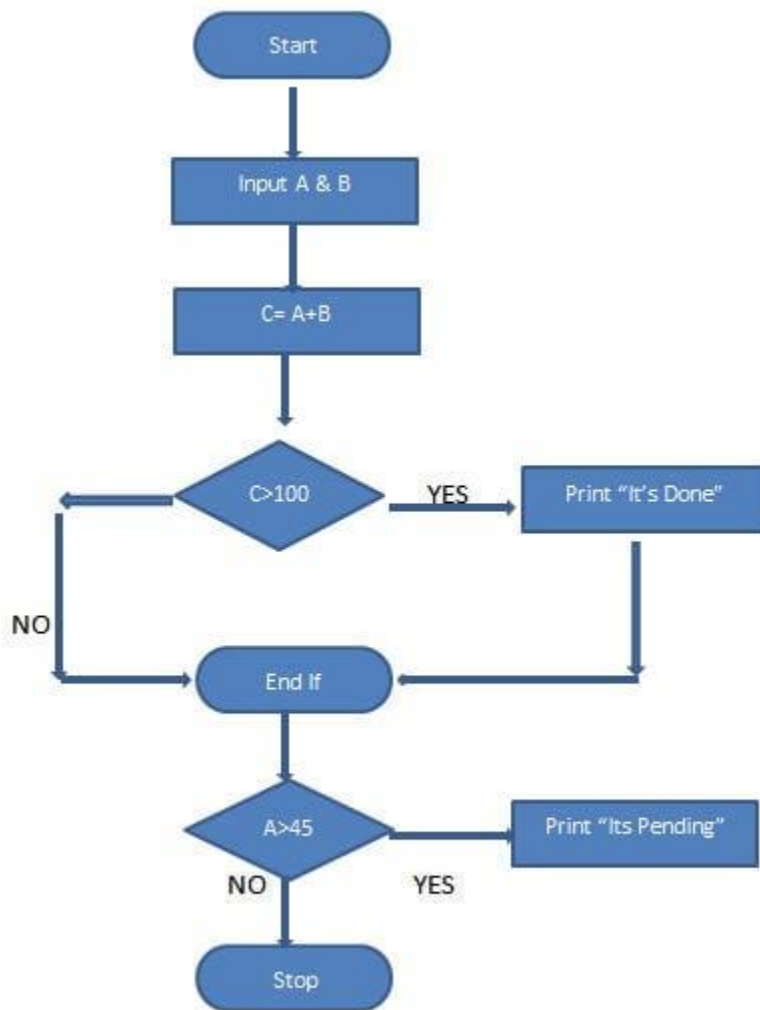 Start
Input A & B
C= A+B
C>100
YES
Print “It’s Done”
NO
End If
A>45
Print “Its Pending”
NO
YES
Stop